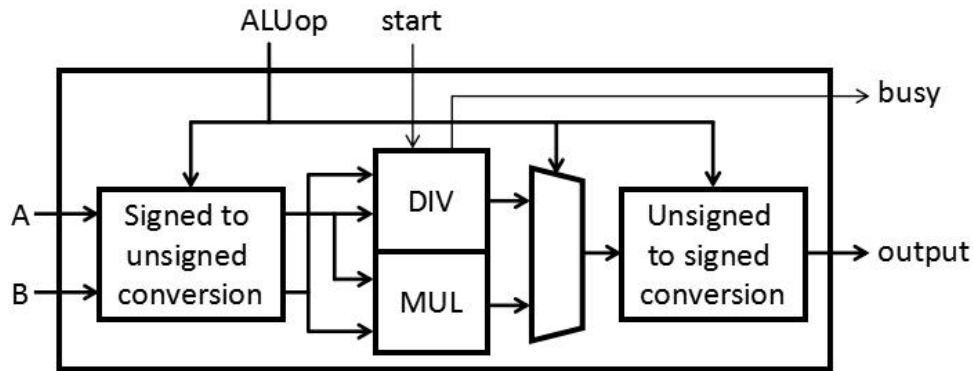 ALUop
start
busy
A
B
Signed to
unsigned
conversion
DIV
MUL
Unsigned
to signed
conversion
output